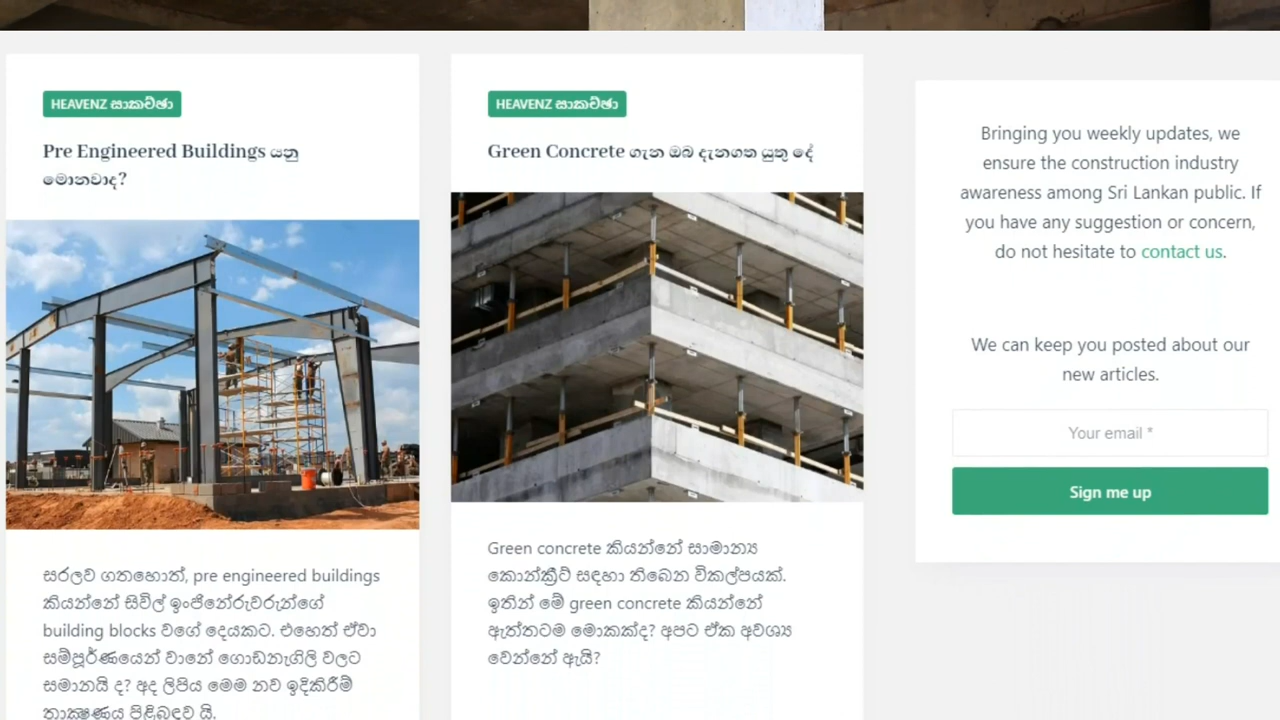 HEAVENZ සාකච්ඡා
Pre Engineered Buildings යනු
මොනවාද?
සරලව ගතහොත්, pre engineered buildings
කියන්නේ සිවිල් ඉංජිනේරුවරුන්ගේ
building blocks වගේ දෙයකට. එහෙත් ඒවා
සම්පූර්ණයෙන් වානේ ගොඩනැගිලි වලට
සමානයි ද? අද ලිපිය මෙම නව ඉදිකිරීම්
තාක්ෂණය පිළිබඳව යි.
HEAVENZ සාකච්ඡා
Green Concrete ගැන ඔබ දැනගත යුතු දේ
Green concrete කියන්නේ සාමාන්‍ය
කොන්ක්‍රීට් සඳහා තිබෙන විකල්පයක්.
ඉතින් මේ green concrete කියන්නේ
ඇත්තටම මොකක්ද? අපට ඒක අවශ්‍ය
වෙන්නේ ඇයි?
Bringing you weekly updates, we
ensure the construction industry
awareness among Sri Lankan public. If
you have any suggestion or concern,
do not hesitate to contact us.
We can keep you posted about our
new articles.
Your email *
Sign me up